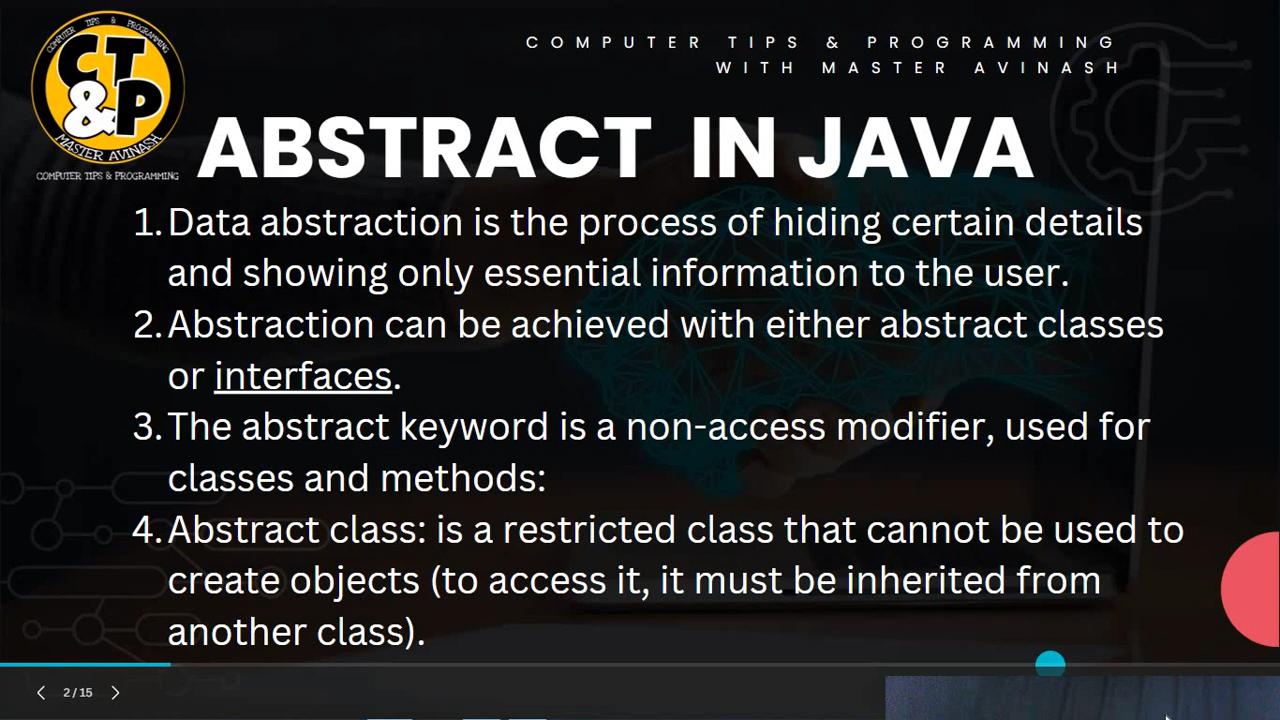 COMPUTER TIPS & PROGRAMMING
CT
&P
MASTER AVINASH
COMPUTER TIPS & PROGRAMMING
COMPUTER TIPS & PROGRAMMING
WITH MASTER AVINASH
ABSTRACT IN JAVA
1. Data abstraction is the process of hiding certain details
and showing only essential information to the user.
2. Abstraction can be achieved with either abstract classes
or interfaces.
3. The abstract keyword is a non-access modifier, used for
classes and methods:
4. Abstract class: is a restricted class that cannot be used to
create objects (to access it, it must be inherited from
another class).
2 / 15